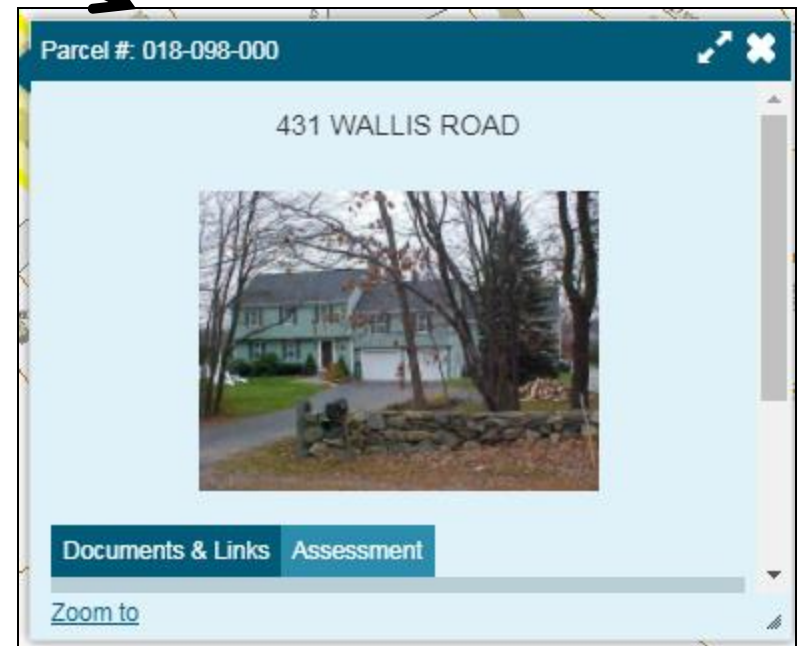 Parcel #: 018-098-000
431 WALLIS ROAD
Documents & Links Assessment
Zoom to